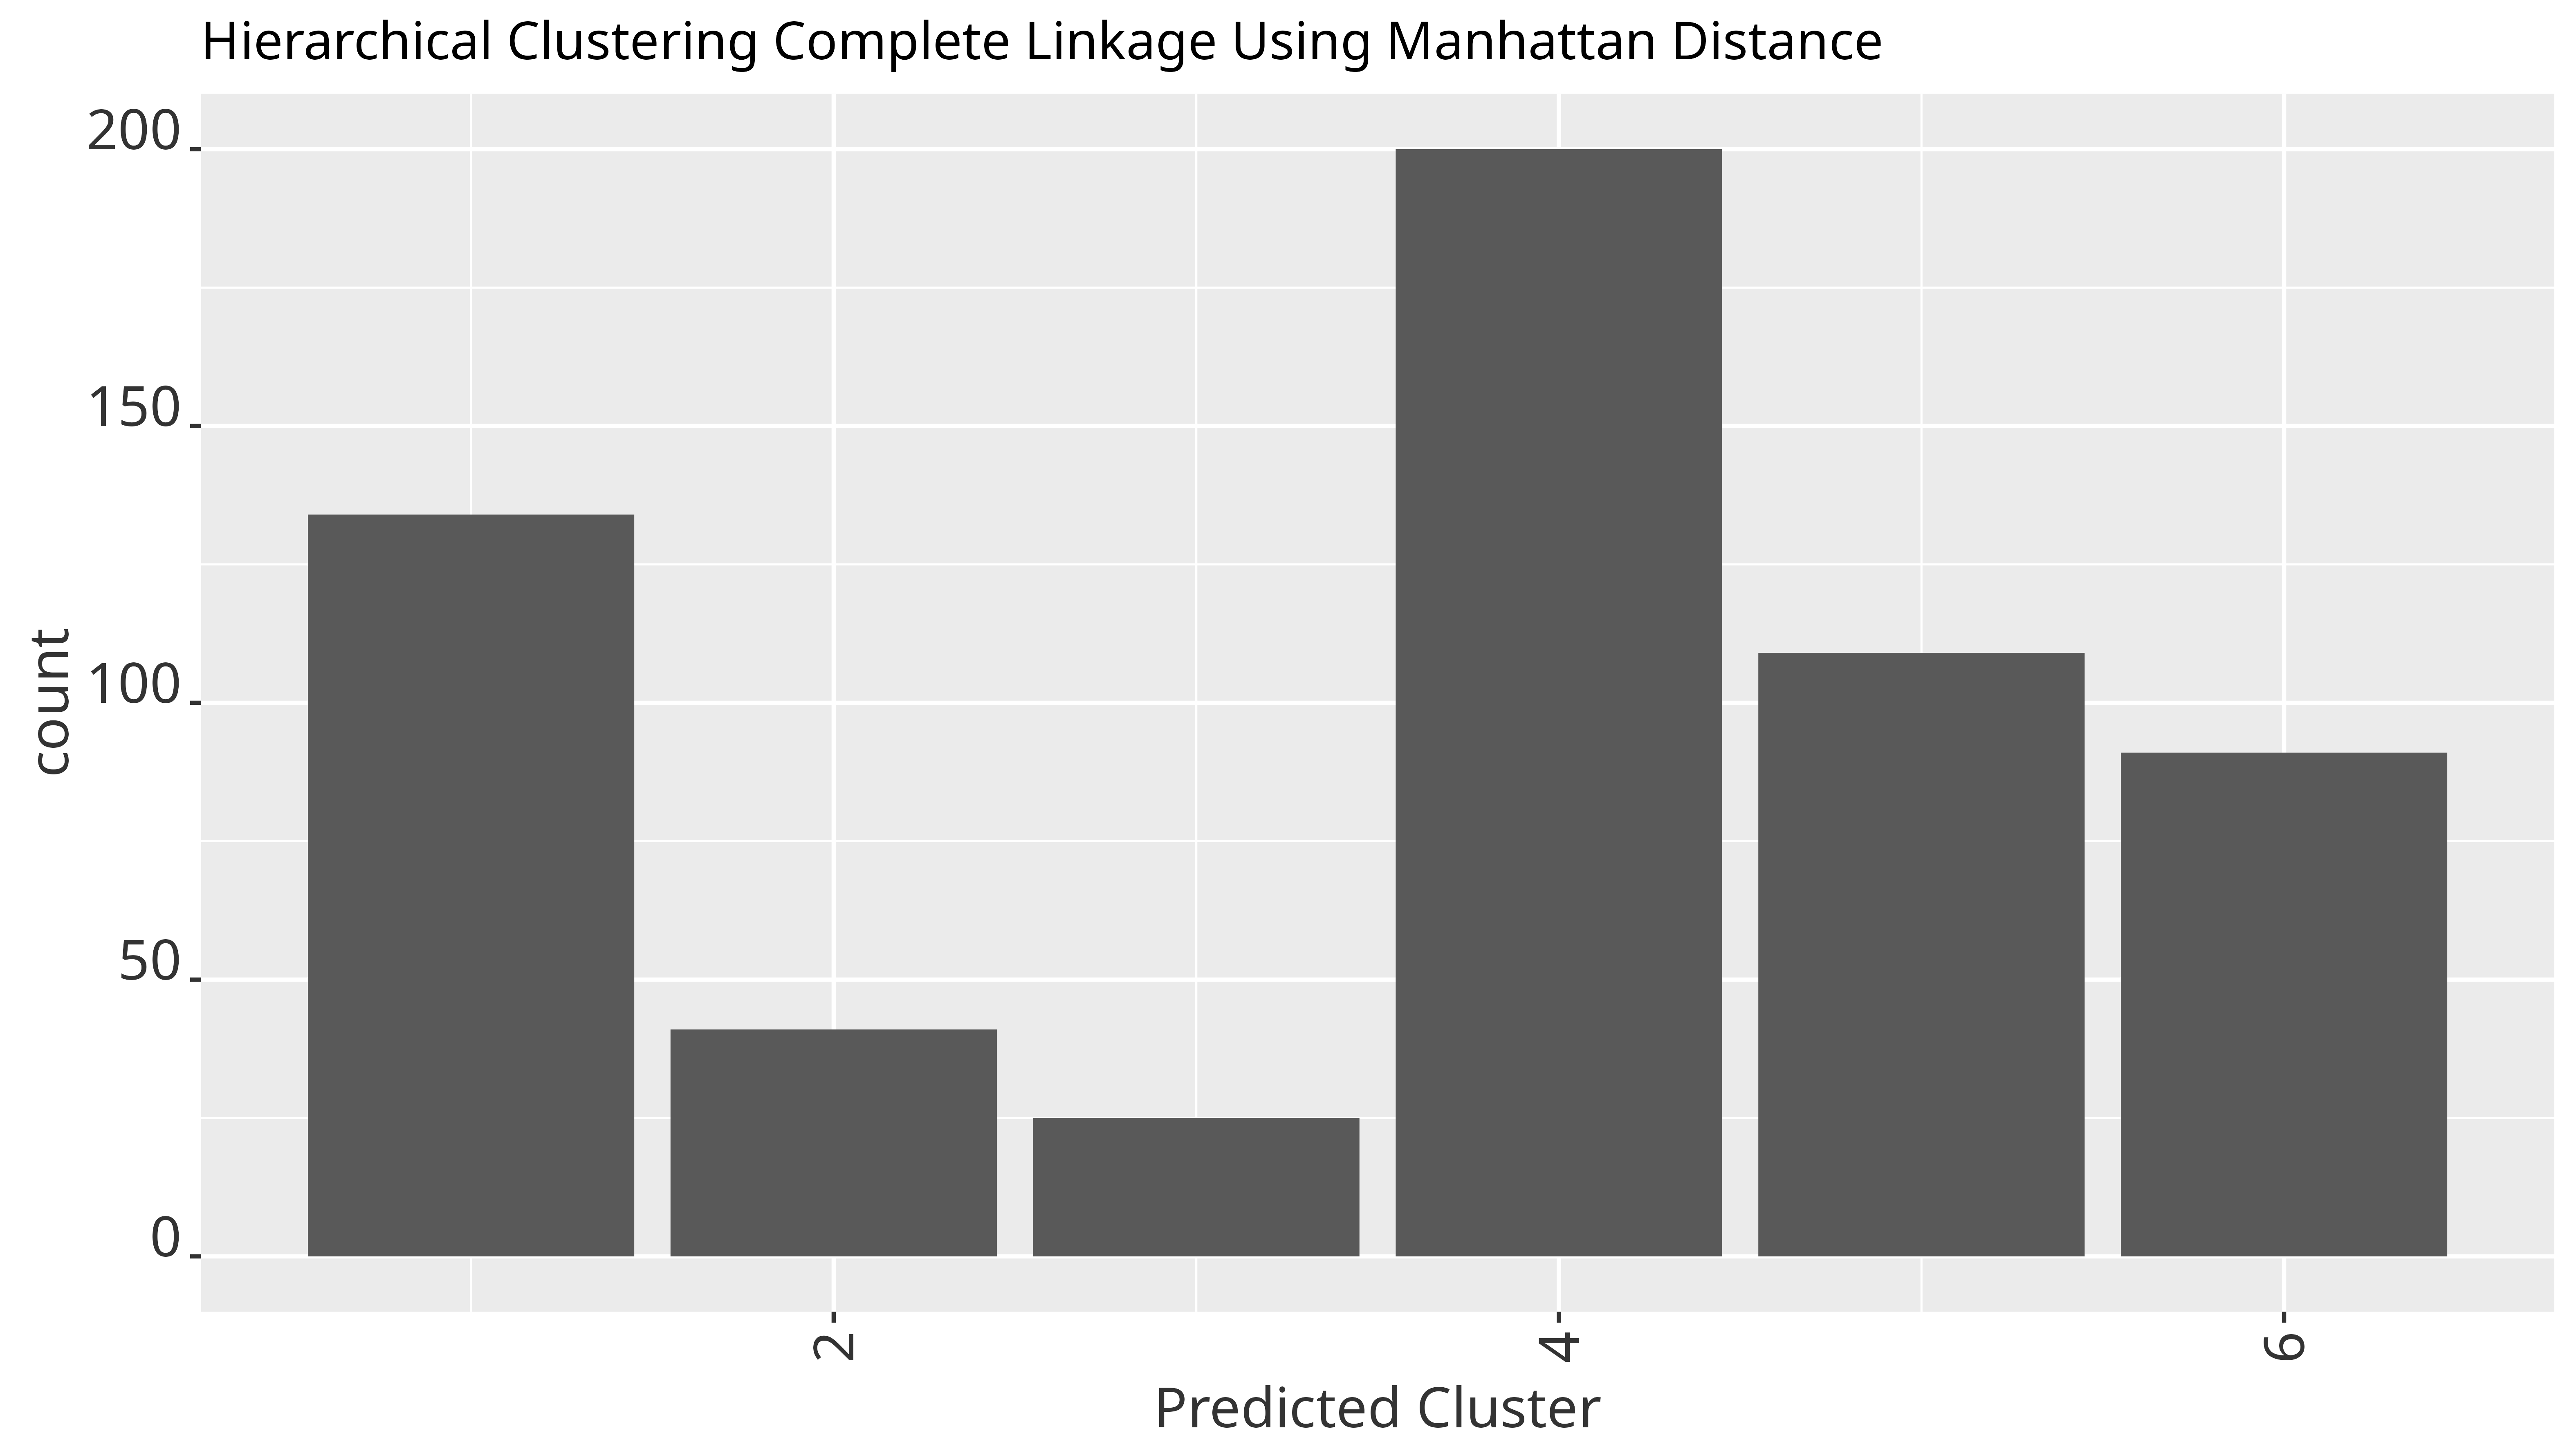 Hierarchical Clustering Complete Linkage Using Manhattan Distance
200
150
100
50
0
count
2
4
6
Predicted Cluster